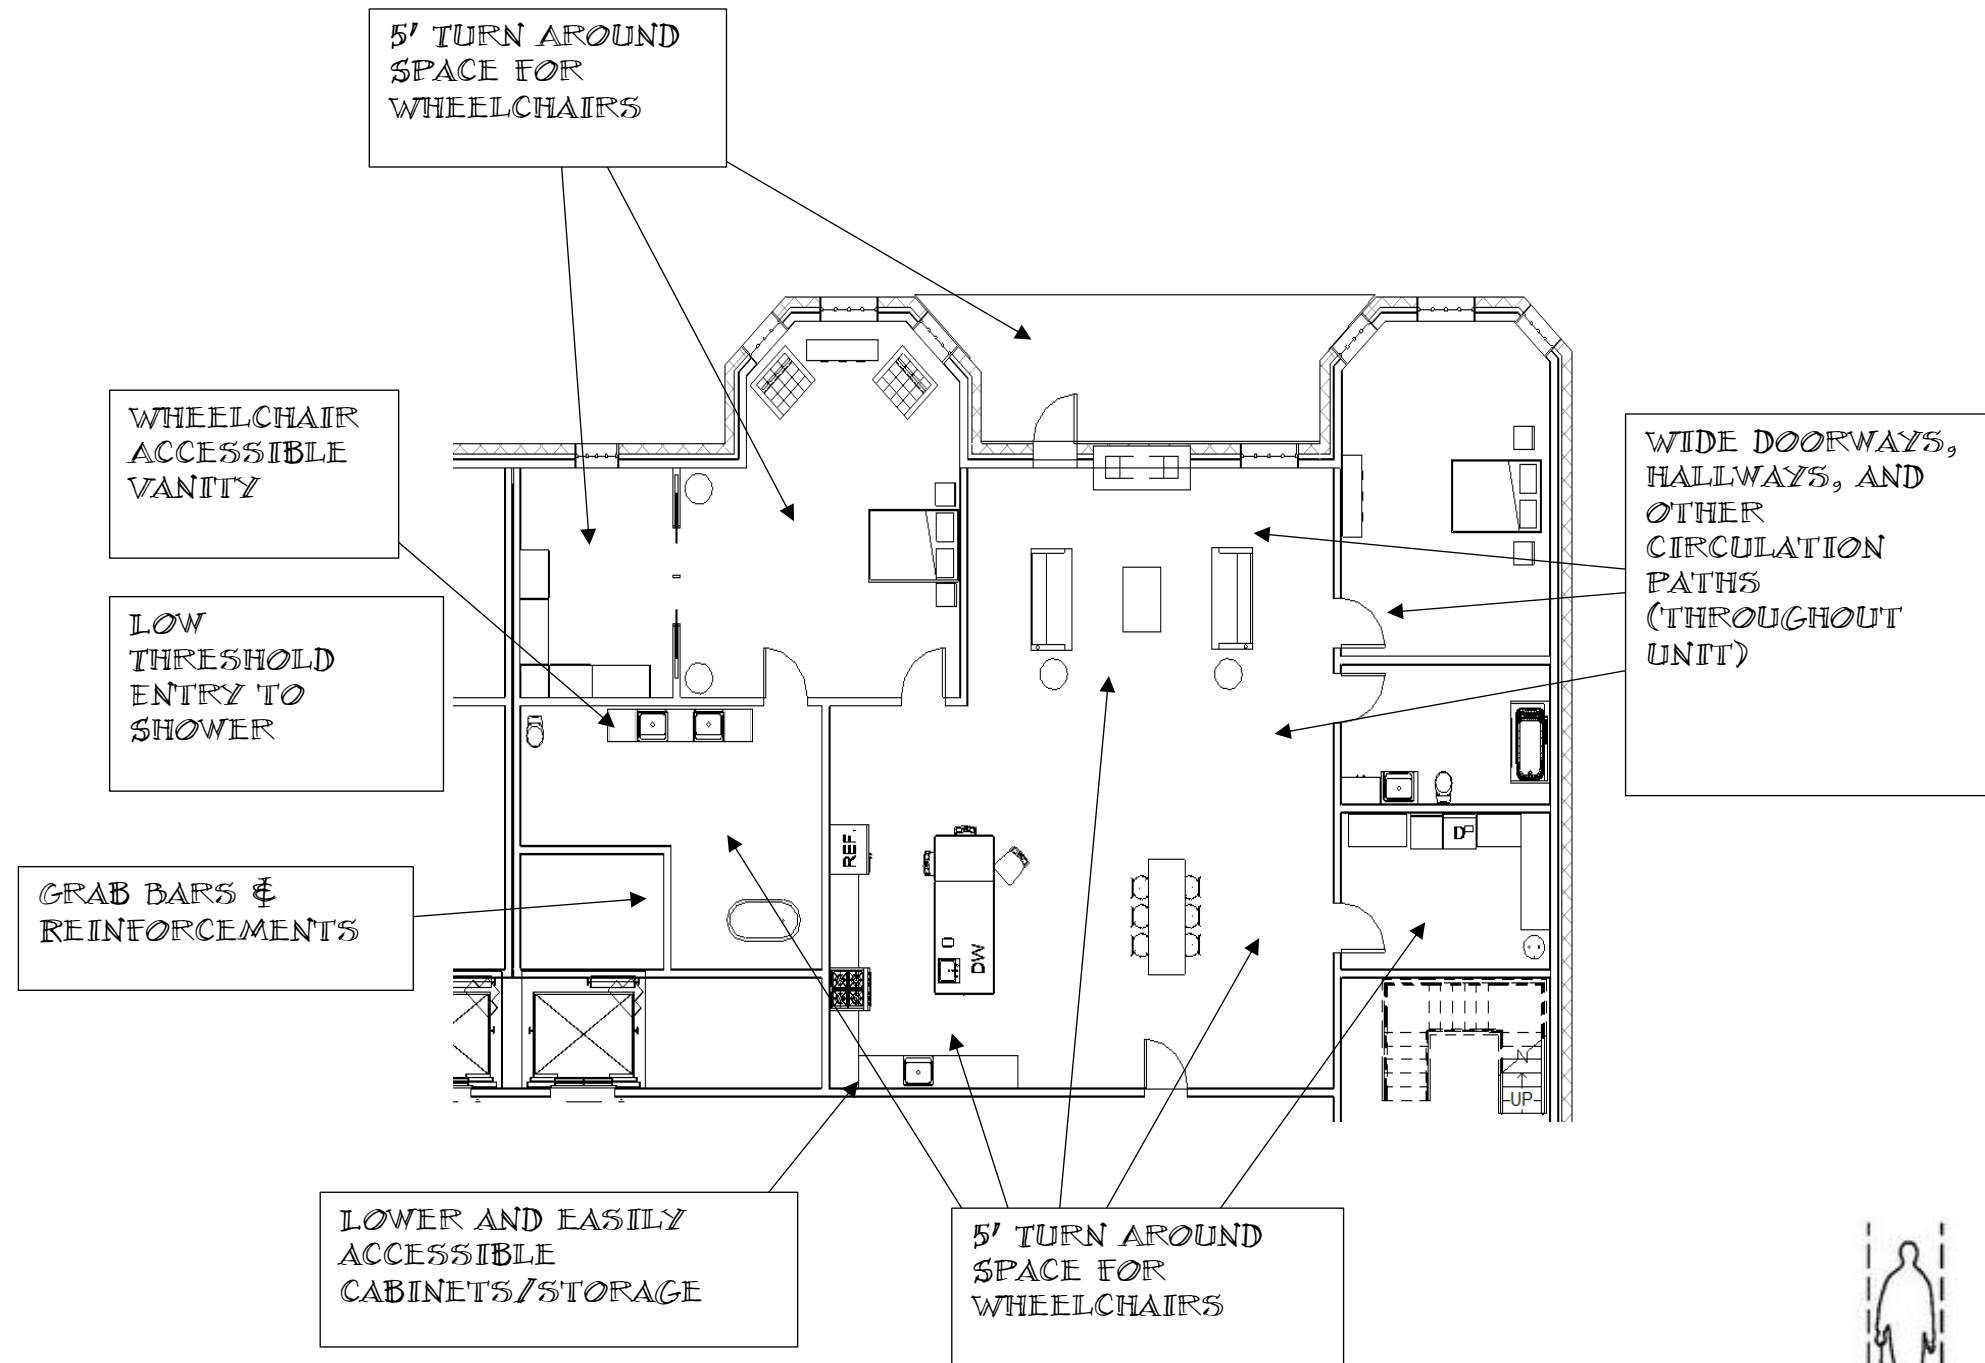 5' TURN AROUND
SPACE FOR
WHEELCHAIRS
WHEELCHAIR
ACCESSIBLE
VANITY
LOW
THRESHOLD
ENTRY TO
SHOWER
GRAB BARS &
REINFORCEMENTS
WIDE DOORWAYS,
HALLWAYS, AND
OTHER
CIRCULATION
PATHS
(THROUGHOUT
UNIT)
REF.
DW
D
UP
LOWER AND EASILY
ACCESSIBLE
CABINETS/STORAGE
5' TURN AROUND
SPACE FOR
WHEELCHAIRS